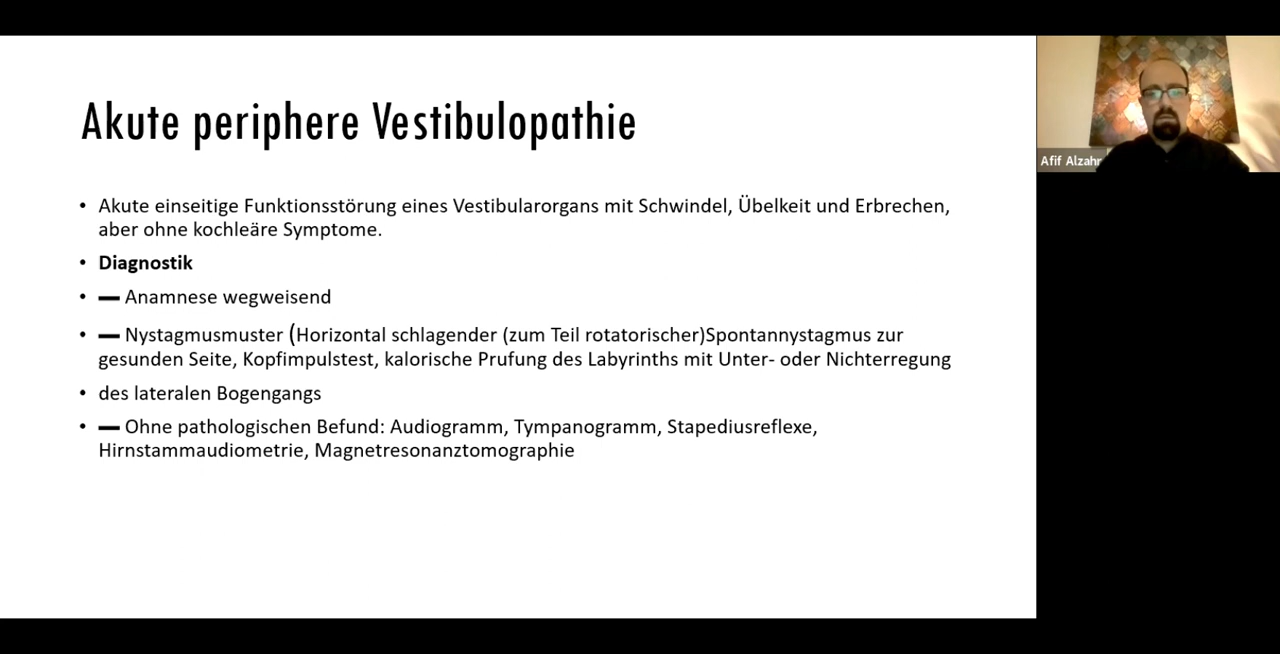 Akute periphere Vestibulopathie
• Akute einseitige Funktionsstörung eines Vestibularorgans mit Schwindel, Übelkeit und Erbrechen,
aber ohne kochleäre Symptome.
• Diagnostik
• — Anamnese wegweisend
• — Nystagmusmuster (Horizontal schlagender (zum Teil rotatorischer)Spontannystagmus zur
gesunden Seite, Kopfimpulstest, kalorische Prufung des Labyrinths mit Unter- oder Nichterregung
• des lateralen Bogengangs
• — Ohne pathologischen Befund: Audiogramm, Tympanogramm, Stapediusreflexe,
Hirnstammaudiometrie, Magnetresonanztomographie
Afif Alzahr